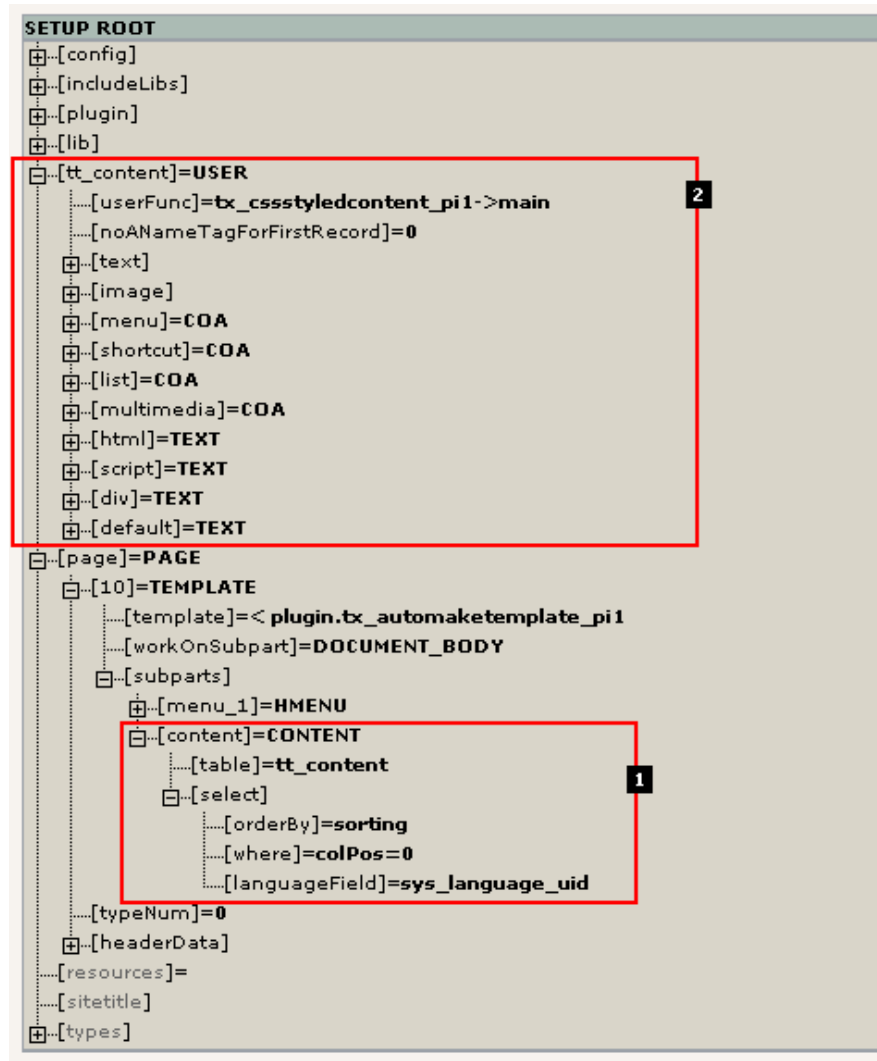 SETUP ROOT
[config]
[includeLibs]
[plugin]
[lib]
[tt_content]=USER
2
[userFunc]=tx_cssstyledcontent_pi1->main
[noANameTagForFirstRecord]=0
[text]
[image]
[menu]=COA
[shortcut]=COA
[list]=COA
[multimedia]=COA
[html]=TEXT
[script]=TEXT
[div]=TEXT
[default]=TEXT
[page]=PAGE
[10]=TEMPLATE
[template]=< plugin.tx_automaketemplate_pi1
[workOnSubpart]=DOCUMENT_BODY
[subparts]
[menu_1]=HMENU
[content]=CONTENT
[table]=tt_content
1
[select]
[orderBy]=sorting
[where]=colPos=0
[languageField]=sys_language_uid
[typeNum]=0
[headerData]
[resources]=
[sitetitle]
[types]